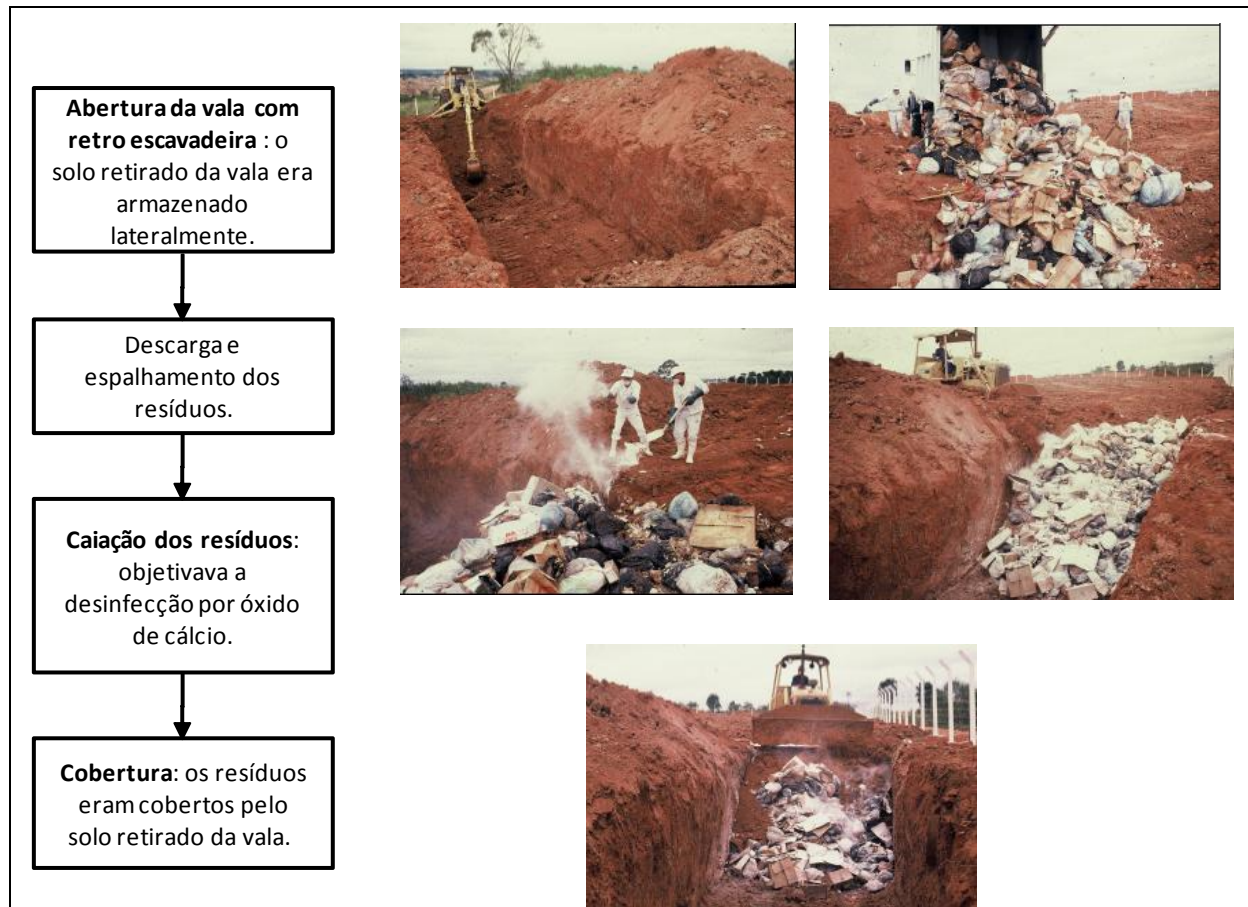 Abertura da vala com
retro escavadeira : o
solo retirado da vala era
armazenado
lateralmente.
Descarga e
espalhamento dos
resíduos.
Caiação dos resíduos:
objetivava a
desinfecção por óxido
de cálcio.
Cobertura: os resíduos
eram cobertos pelo
solo retirado da vala.